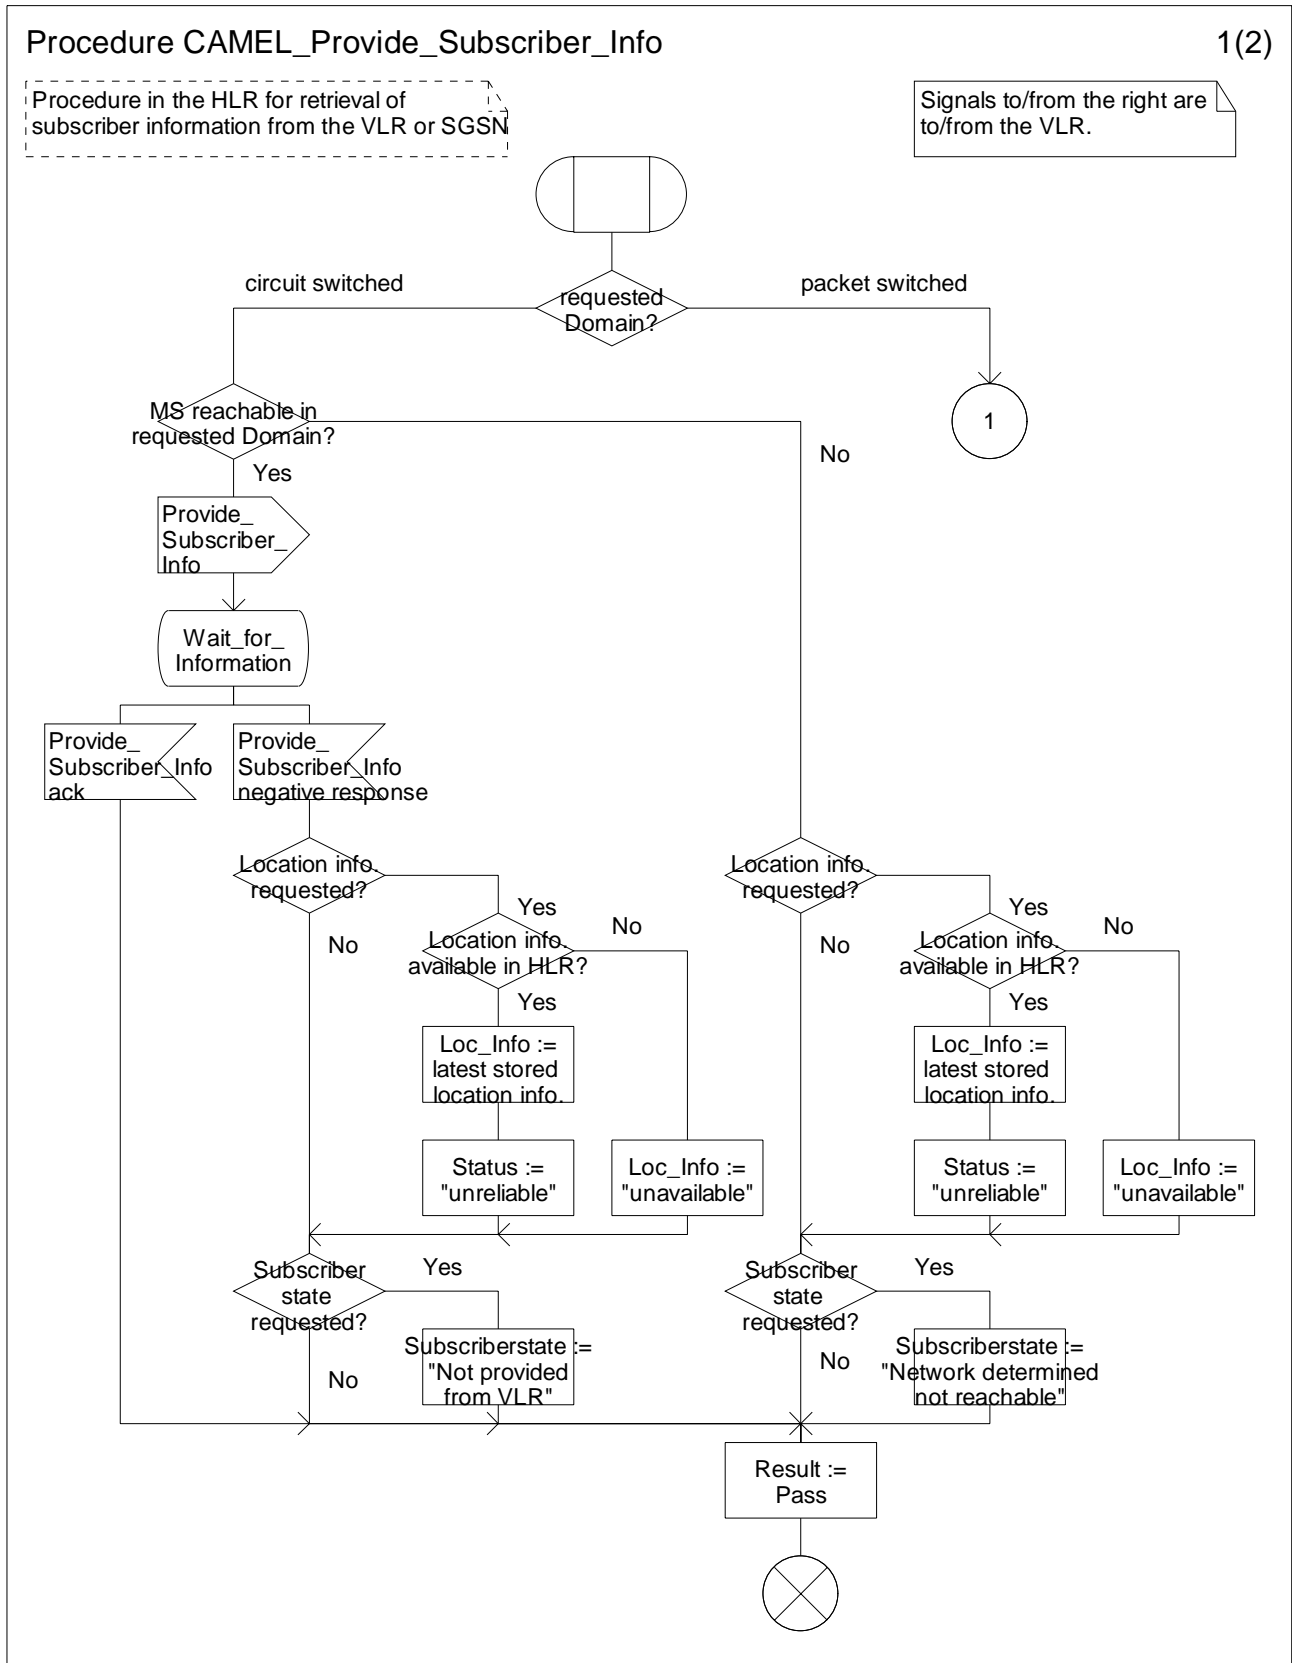 Procedure CAMEL_Provide_Subscriber_Info
1(2)
Procedure in the HLR for retrieval of
subscriber information from the VLR or SGSN
Signals to/from the right are
to/from the VLR.
circuit switched
requested
Domain?
packet switched
MS reachable in
requested Domain?
1
No
Yes
Provide_
Subscriber_
Info
Wait_for_
Information
Provide_
Subscriber_Info
ack
Provide_
Subscriber_Info
negative response
Location info.
requested?
Yes
No
Location info.
available in HLR?
No
Yes
Loc_Info :=
latest stored
location info.
Status :=
"unreliable"
Loc_Info :=
"unavailable"
Location info.
requested?
Yes
No
Location info.
available in HLR?
No
Yes
Loc_Info :=
latest stored
location info.
Status :=
"unreliable"
Loc_Info :=
"unavailable"
Subscriber
state
requested?
Yes
No
Subscriberstate :=
"Not provided
from VLR"
Subscriber
state
requested?
Yes
No
Subscriberstate :=
"Network determined
not reachable"
Result :=
Pass